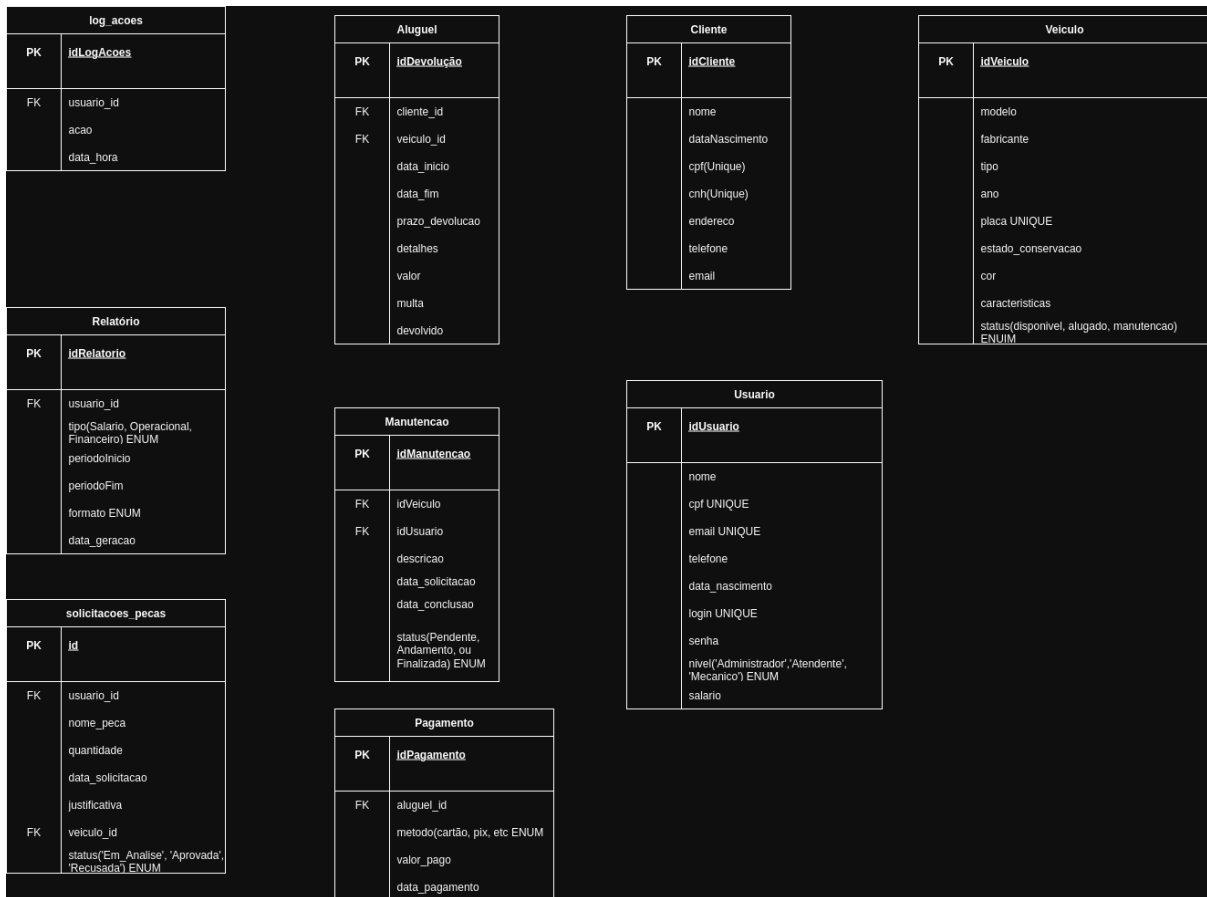 log_acoes
PK idLogAcoes
FK usuario_id
acao
data_hora
Aluguel
PK idDevolução
FK cliente_id
FK veiculo_id
data_inicio
data_fim
prazo_devolucao
detalhes
valor
multa
devolvido
Cliente
PK idCliente
nome
dataNascimento
cpf(Unique)
cnh(Unique)
endereco
telefone
email
Veiculo
PK idVeiculo
modelo
fabricante
tipo
ano
placa UNIQUE
estado_conservacao
cor
caracteristicas
status(disponivel, alugado, manutencao)
ENUIM
Relatório
PK idRelatorio
FK usuario_id
tipo(Salario, Operacional,
Financeiro) ENUM
periodoInicio
periodoFim
formato ENUM
data_geracao
Manutencao
PK idManutencao
FK idVeiculo
FK idUsuario
descricao
data_solicitacao
data_conclusao
status(Pendente,
Andamento, ou
Finalizada) ENUM
Usuario
PK idUsuario
nome
cpf UNIQUE
email UNIQUE
telefone
data_nascimento
login UNIQUE
senha
nivel('Administrador','Atendente',
'Mecanico') ENUM
salario
solicitacoes_pecas
PK id
FK usuario_id
nome_peca
quantidade
data_solicitacao
justificativa
FK veiculo_id
status('Em_Analise', 'Aprovada',
'Recusada') ENUM
Pagamento
PK idPagamento
FK aluguel_id
metodo(cartão, pix, etc ENUM
valor_pago
data_pagamento